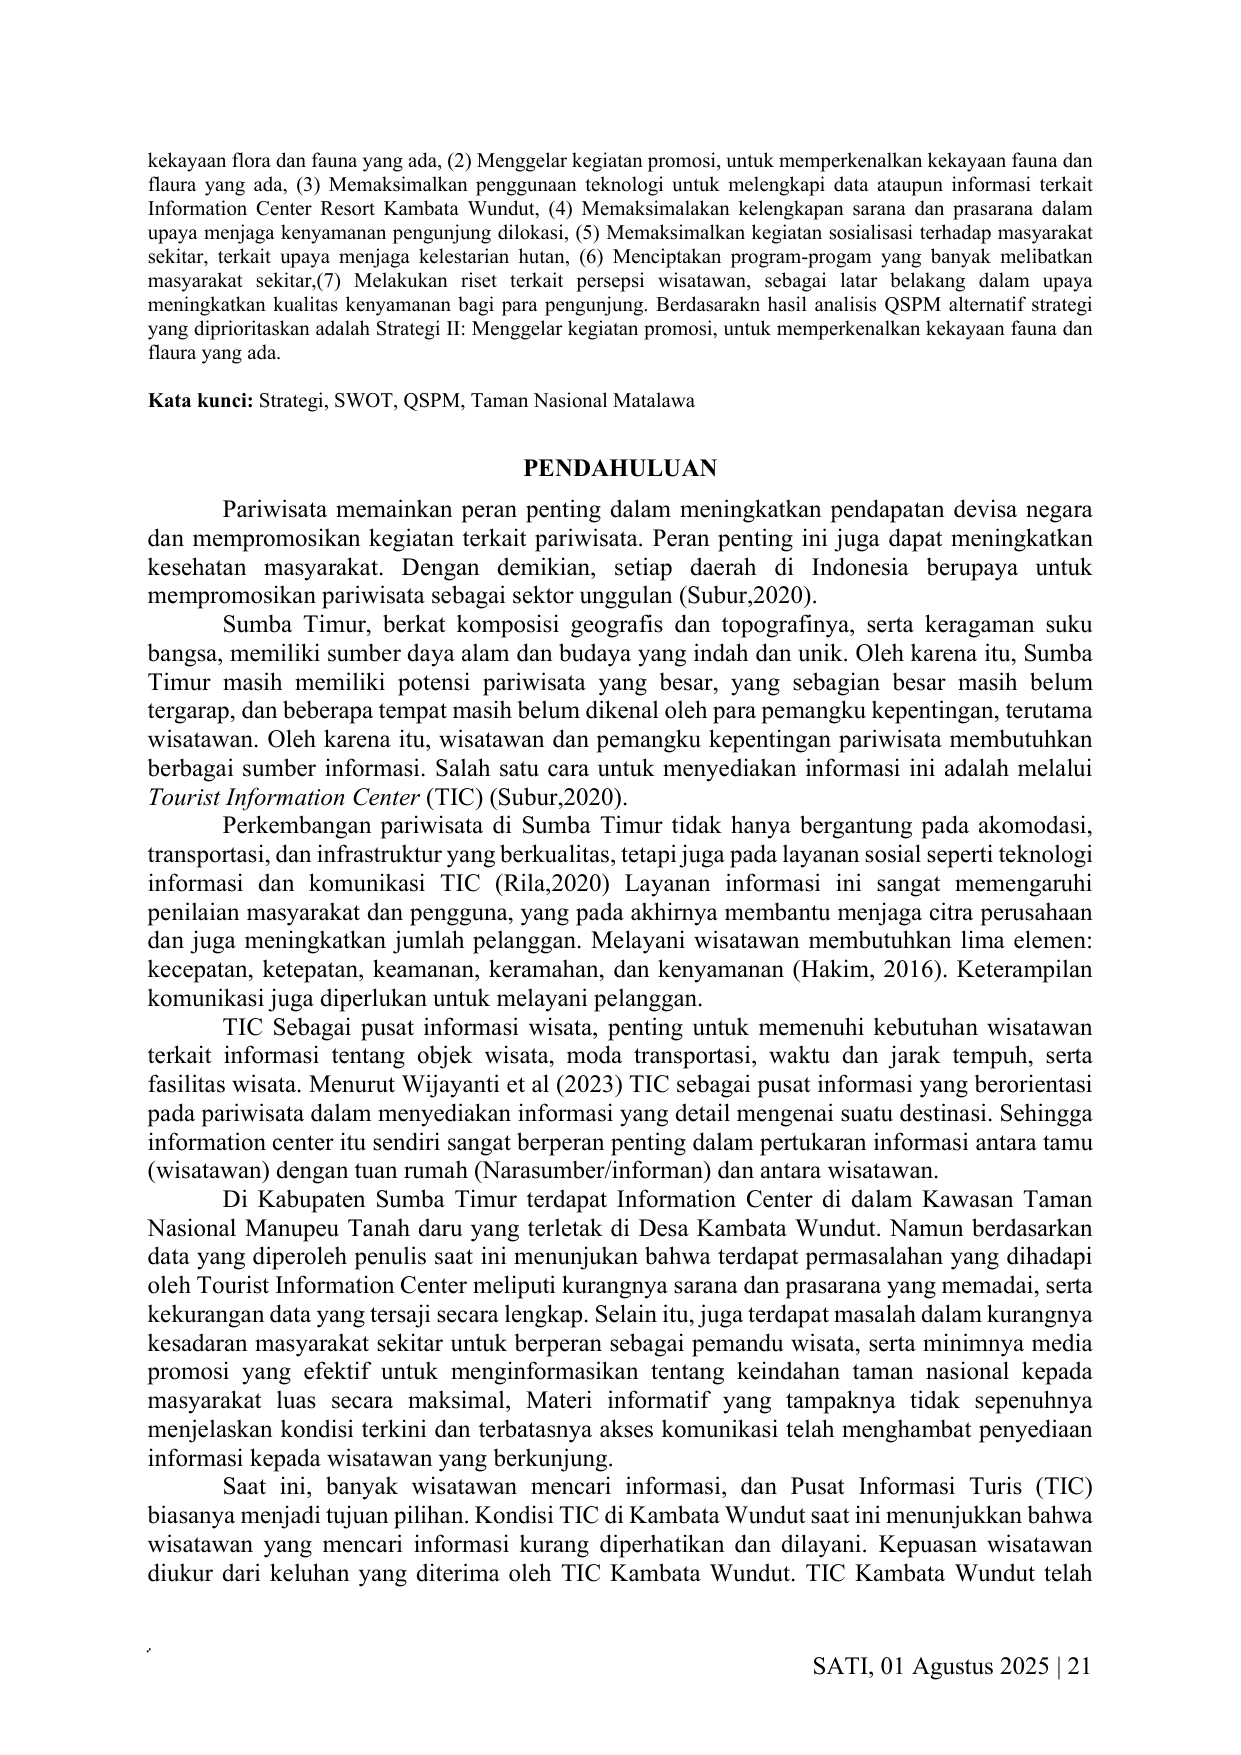 kekayaan flora dan fauna yang ada, (2) Menggelar kegiatan promosi, untuk memperkenalkan kekayaan fauna dan
flaura yang ada, (3) Memaksimalkan penggunaan teknologi untuk melengkapi data ataupun informasi terkait
Information Center Resort Kambata Wundut, (4) Memaksimalakan kelengkapan sarana dan prasarana dalam
upaya menjaga kenyamanan pengunjung dilokasi, (5) Memaksimalkan kegiatan sosialisasi terhadap masyarakat
sekitar, terkait upaya menjaga kelestarian hutan, (6) Menciptakan program-progam yang banyak melibatkan
masyarakat sekitar,(7) Melakukan riset terkait persepsi wisatawan, sebagai latar belakang dalam upaya
meningkatkan kualitas kenyamanan bagi para pengunjung. Berdasarakn hasil analisis QSPM alternatif strategi
yang diprioritaskan adalah Strategi II: Menggelar kegiatan promosi, untuk memperkenalkan kekayaan fauna dan
flaura yang ada.
Kata kunci: Strategi, SWOT, QSPM, Taman Nasional Matalawa
PENDAHULUAN
Pariwisata memainkan peran penting dalam meningkatkan pendapatan devisa negara
dan mempromosikan kegiatan terkait pariwisata. Peran penting ini juga dapat meningkatkan
kesehatan masyarakat. Dengan demikian, setiap daerah di Indonesia berupaya untuk
mempromosikan pariwisata sebagai sektor unggulan (Subur,2020).
Sumba Timur, berkat komposisi geografis dan topografinya, serta keragaman suku
bangsa, memiliki sumber daya alam dan budaya yang indah dan unik. Oleh karena itu, Sumba
Timur masih memiliki potensi pariwisata yang besar, yang sebagian besar masih belum
tergarap, dan beberapa tempat masih belum dikenal oleh para pemangku kepentingan, terutama
wisatawan. Oleh karena itu, wisatawan dan pemangku kepentingan pariwisata membutuhkan
berbagai sumber informasi. Salah satu cara untuk menyediakan informasi ini adalah melalui
Tourist Information Center (TIC) (Subur,2020).
Perkembangan pariwisata di Sumba Timur tidak hanya bergantung pada akomodasi,
transportasi, dan infrastruktur yang berkualitas, tetapi juga pada layanan sosial seperti teknologi
informasi dan komunikasi TIC (Rila,2020) Layanan informasi ini sangat memengaruhi
penilaian masyarakat dan pengguna, yang pada akhirnya membantu menjaga citra perusahaan
dan juga meningkatkan jumlah pelanggan. Melayani wisatawan membutuhkan lima elemen:
kecepatan, ketepatan, keamanan, keramahan, dan kenyamanan (Hakim, 2016). Keterampilan
komunikasi juga diperlukan untuk melayani pelanggan.
TIC Sebagai pusat informasi wisata, penting untuk memenuhi kebutuhan wisatawan
terkait informasi tentang objek wisata, moda transportasi, waktu dan jarak tempuh, serta
fasilitas wisata. Menurut Wijayanti et al (2023) TIC sebagai pusat informasi yang berorientasi
pada pariwisata dalam menyediakan informasi yang detail mengenai suatu destinasi. Sehingga
information center itu sendiri sangat berperan penting dalam pertukaran informasi antara tamu
(wisatawan) dengan tuan rumah (Narasumber/informan) dan antara wisatawan.
Di Kabupaten Sumba Timur terdapat Information Center di dalam Kawasan Taman
Nasional Manupeu Tanah daru yang terletak di Desa Kambata Wundut. Namun berdasarkan
data yang diperoleh penulis saat ini menunjukan bahwa terdapat permasalahan yang dihadapi
oleh Tourist Information Center meliputi kurangnya sarana dan prasarana yang memadai, serta
kekurangan data yang tersaji secara lengkap. Selain itu, juga terdapat masalah dalam kurangnya
kesadaran masyarakat sekitar untuk berperan sebagai pemandu wisata, serta minimnya media
promosi yang efektif untuk menginformasikan tentang keindahan taman nasional kepada
masyarakat luas secara maksimal, Materi informatif yang tampaknya tidak sepenuhnya
menjelaskan kondisi terkini dan terbatasnya akses komunikasi telah menghambat penyediaan
informasi kepada wisatawan yang berkunjung.
Saat ini, banyak wisatawan mencari informasi, dan Pusat Informasi Turis (TIC)
biasanya menjadi tujuan pilihan. Kondisi TIC di Kambata Wundut saat ini menunjukkan bahwa
wisatawan yang mencari informasi kurang diperhatikan dan dilayani. Kepuasan wisatawan
diukur dari keluhan yang diterima oleh TIC Kambata Wundut. TIC Kambata Wundut telah
SATI, 01 Agustus 2025 | 21